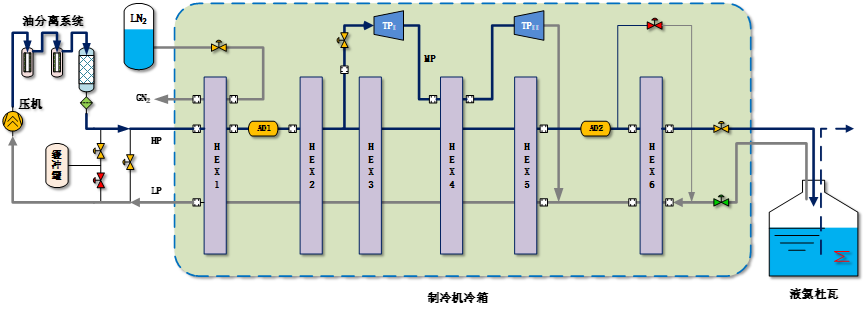 油分离系统
LN2
TPI
TPII
MP
GN2
压机
HP
LP
缓冲罐
AD1
AD2
HEX1
HEX2
HEX3
HEX4
HEX5
HEX6
制冷机冷箱
液氦杜瓦